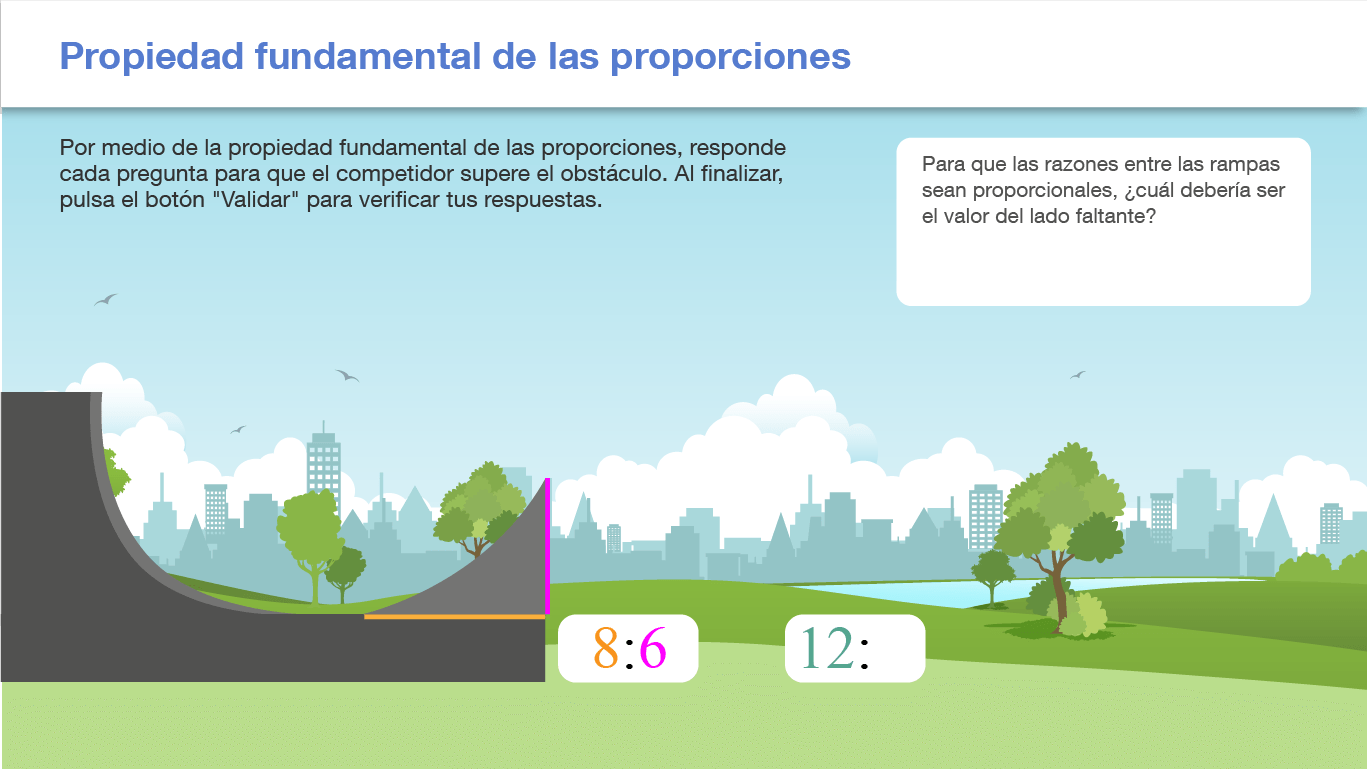 Propiedad fundamental de las proporciones
Por medio de la propiedad fundamental de las proporciones, responde
cada pregunta para que el competidor supere el obstáculo. Al finalizar,
pulsa el botón "Validar" para verificar tus respuestas.
Para que las razones entre las rampas
sean proporcionales, ¿cuál debería ser
el valor del lado faltante?
8:6
12: